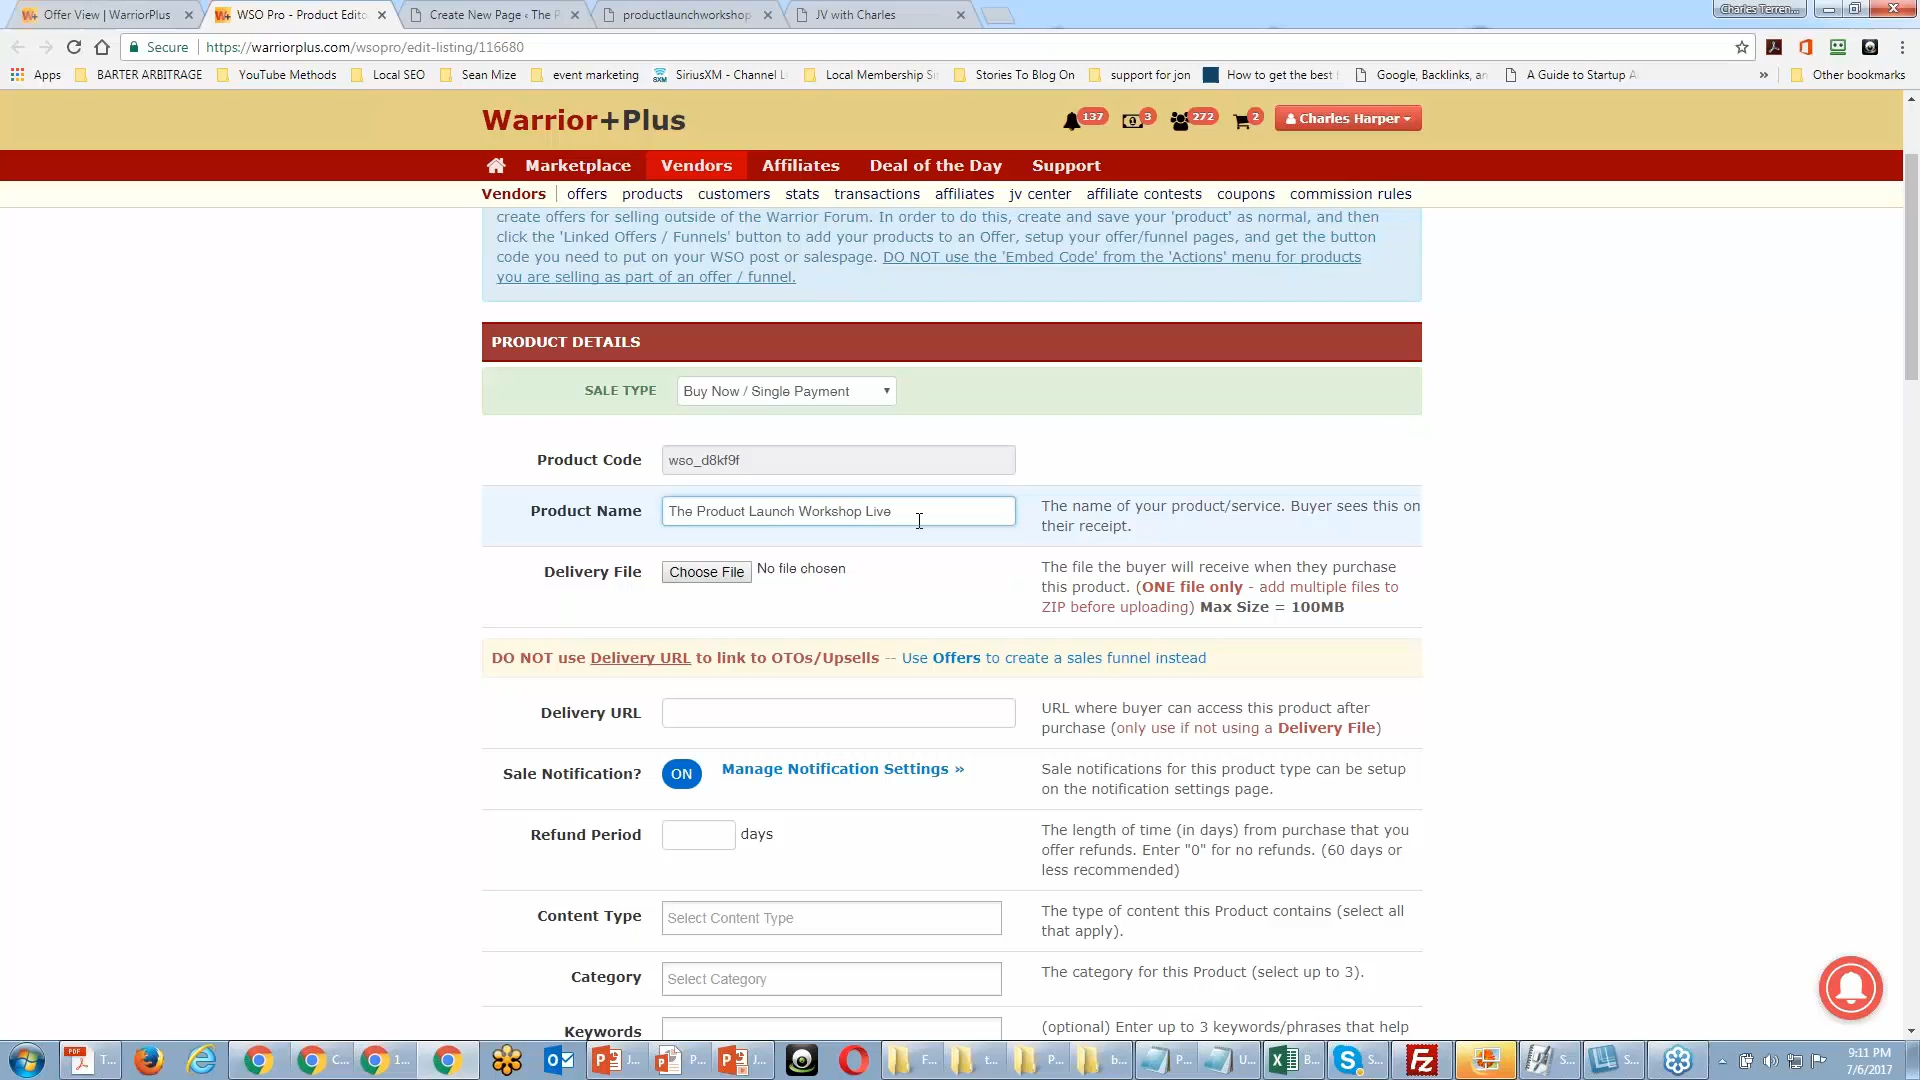 Offer View | WarriorPlus
WSO Pro - Product Edito
Create New Page ‹ The P
productlaunchworkshop
JV with Charles
Charles Terren...
Secure
https://warriorplus.com/wsopro/edit-listing/116680
Apps
BARTER ARBITRAGE
YouTube Methods
Local SEO
Sean Mize
event marketing
SiriusXM - Channel L
Local Membership Si
Stories To Blog On
support for jon
How to get the best
Google, Backlinks, an
A Guide to Startup A
» Other bookmarks
Warrior+Plus
137
3
272
2
Charles Harper
Marketplace
Vendors
Affiliates
Deal of the Day
Support
Vendors
offers
products
customers
stats
transactions
affiliates
jv center
affiliate contests
coupons
commission rules
create offers for selling outside of the Warrior Forum. In order to do this, create and save your 'product' as normal, and then
click the 'Linked Offers / Funnels' button to add your products to an Offer, setup your offer/funnel pages, and get the button
code you need to put on your WSO post or salespage. DO NOT use the 'Embed Code' from the 'Actions' menu for products
you are selling as part of an offer / funnel.
PRODUCT DETAILS
SALE TYPE
Buy Now / Single Payment
Product Code
wso_d8kf9f
Product Name
The Product Launch Workshop Live
The name of your product/service. Buyer sees this on
their receipt.
Delivery File
Choose File No file chosen
The file the buyer will receive when they purchase
this product. (ONE file only - add multiple files to
ZIP before uploading) Max Size = 100MB
DO NOT use Delivery URL to link to OTOs/Upsells -- Use Offers to create a sales funnel instead
Delivery URL
URL where buyer can access this product after
purchase (only use if not using a Delivery File)
Sale Notification?
ON
Manage Notification Settings »
Sale notifications for this product type can be setup
on the notification settings page.
Refund Period
days
The length of time (in days) from purchase that you
offer refunds. Enter "0" for no refunds. (60 days or
less recommended)
Content Type
Select Content Type
The type of content this Product contains (select all
that apply).
Category
Select Category
The category for this Product (select up to 3).
Keywords
(optional) Enter up to 3 keywords/phrases that help
T...
C...
1...
J...
P...
J...
F...
t...
P...
b...
P...
U...
B...
S...
S...
S...
9:11 PM
7/6/2017